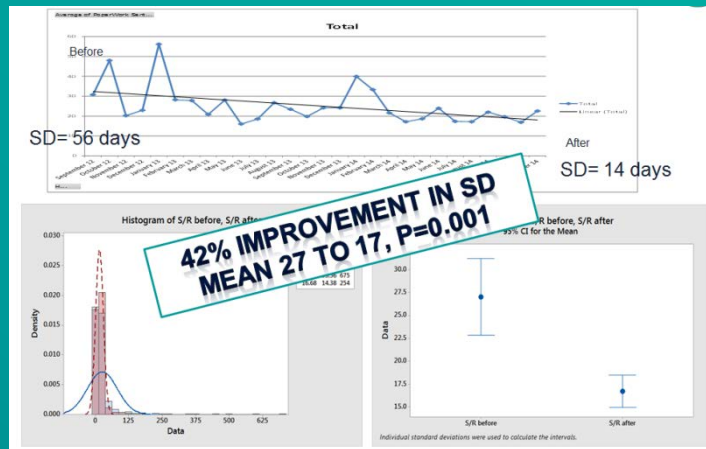 Average of PaperWork Sert...
Total
Before
SD= 56 days
September 12
October 12
November 12
December 12
January 13
February 13
March 13
April 13
May 13
June 13
July 13
August 13
September 13
October 13
November 13
December 13
January 14
February 14
March 14
April 14
May 14
June 14
July 14
Total
Linear (Total)
After
SD= 14 days
42% IMPROVEMENT IN SD
MEAN 27 TO 17, P=0.001
Histogram of S/R before, S/R after
0.030
0.025
0.020
0.015
0.010
0.005
0.000
Density
0
125
250
375
500
625
Data
675
16.68 14.38 254
S/R before, S/R after
95% CI for the Mean
30.0
27.5
25.0
22.5
20.0
17.5
15.0
Data
S/R before
S/R after
Individual standard deviations were used to calculate the intervals.